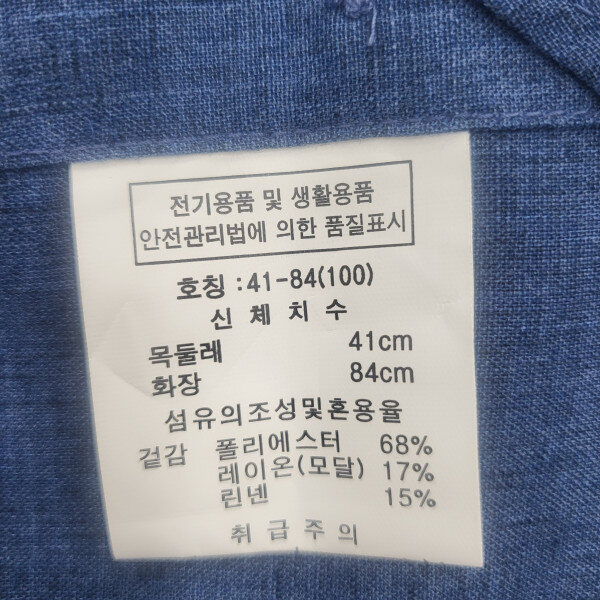 전기용품 및 생활용품
안전관리법에 의한 품질표시
호칭 :41-84(100)
신 체 치 수
목둘레 41cm
화장 84cm
섬유의조성및혼용율
겉감 폴리에스터 68%
레이온(모달) 17%
린넨 15%
취 급 주 의